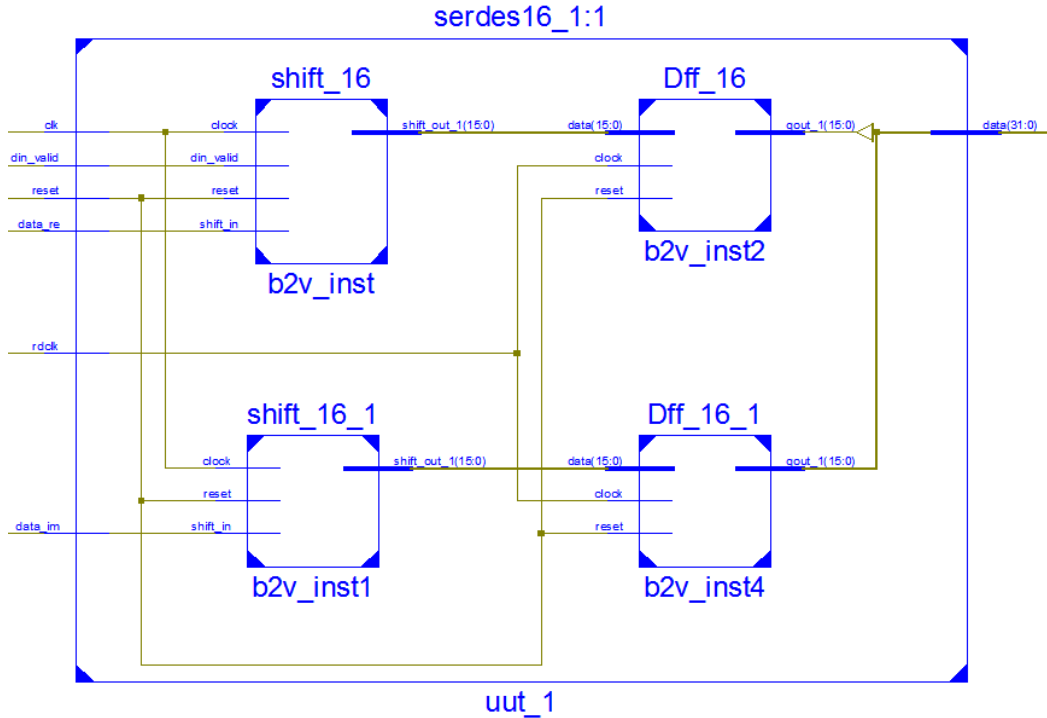 serdes16_1:1
shift_16
Dff_16
clk
clock
shift_out_1(15:0)
data(15:0)
qout_1(15:0)
data(31:0)
din_valid
din_valid
clock
reset
reset
reset
data_re
shift_in
b2v_inst
b2v_inst2
rdclk
shift_16_1
Dff_16_1
clock
shift_out_1(15:0)
data(15:0)
qout_1(15:0)
reset
clock
data_im
shift_in
reset
b2v_inst1
b2v_inst4
uut_1